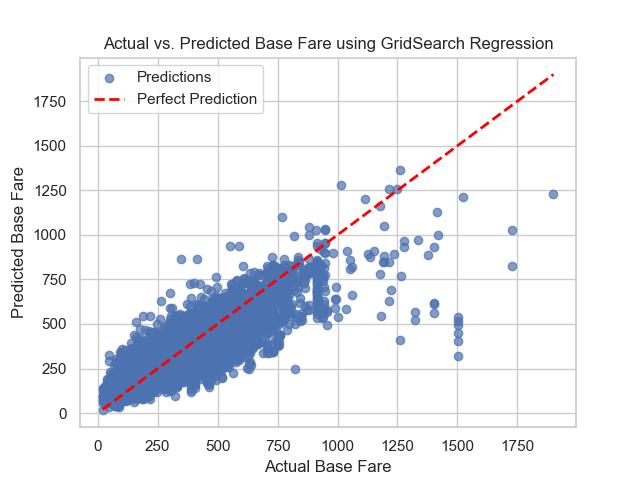 Actual vs. Predicted Base Fare using GridSearch Regression
Predictions
Perfect Prediction
Predicted Base Fare
1750
1500
1250
1000
750
500
250
0
0 250 500 750 1000 1250 1500 1750
Actual Base Fare